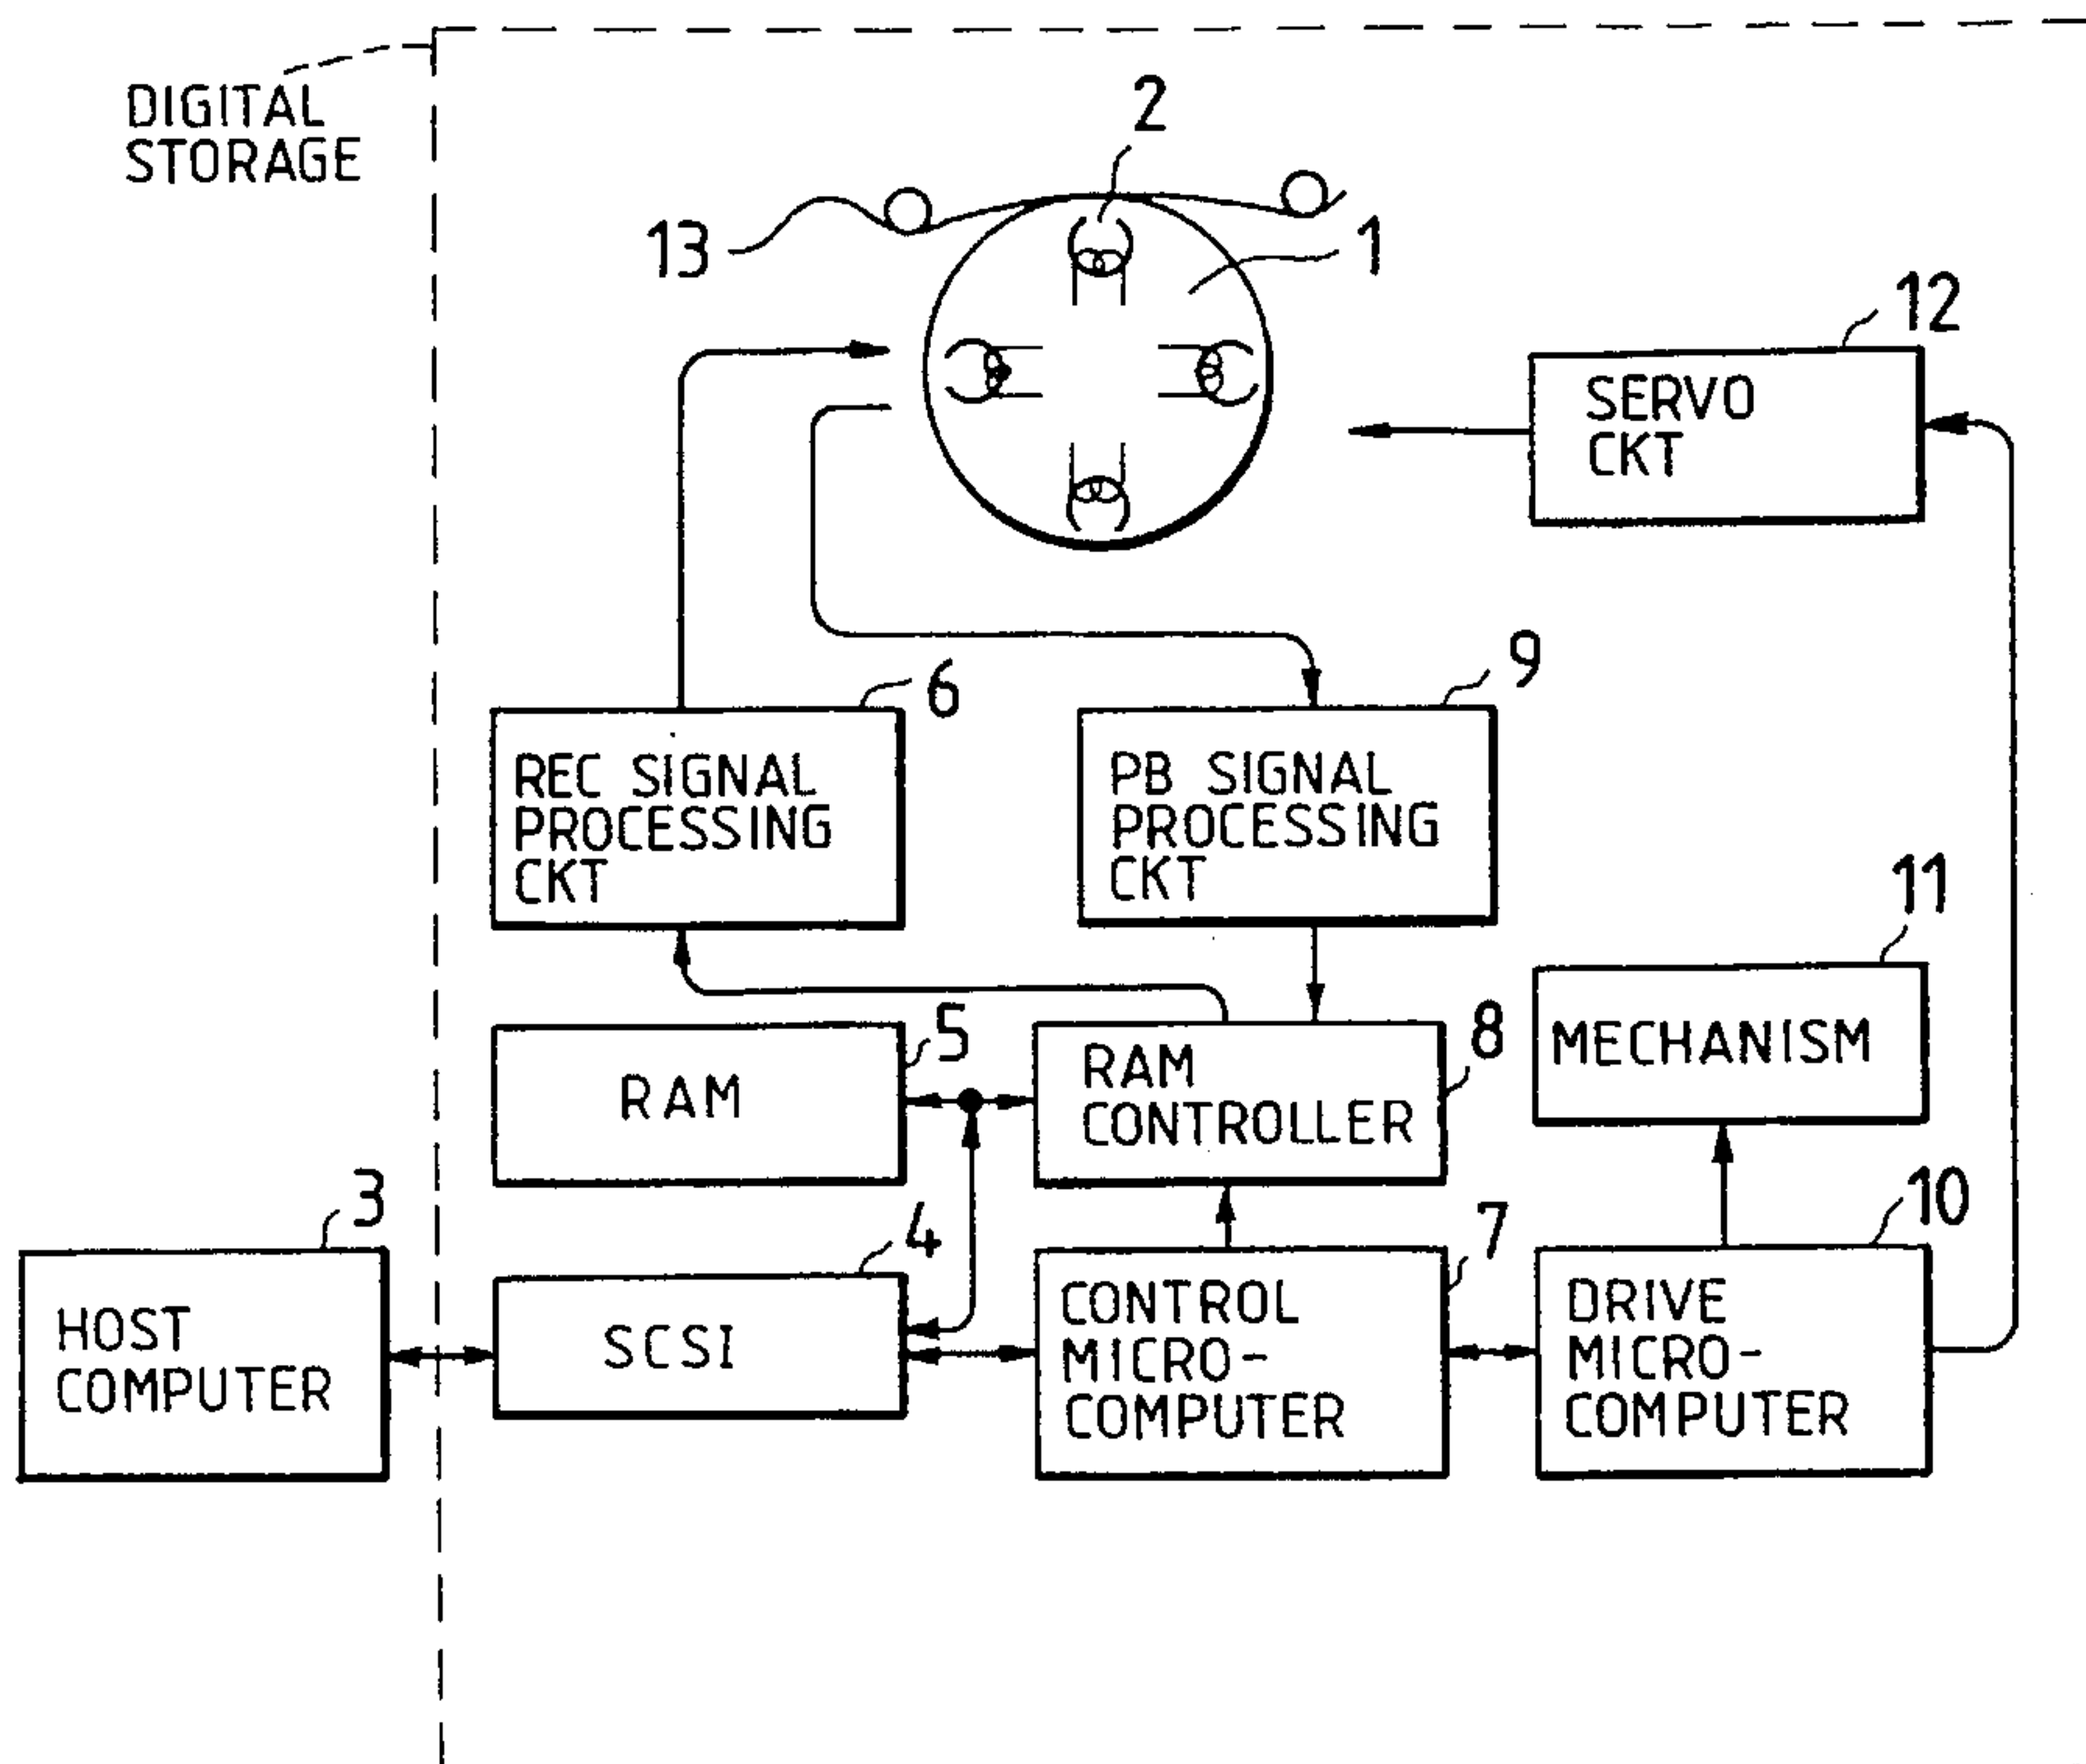 DIGITAL
STORAGE
2
13
1
12
SERVO
CKT
6
9
REC SIGNAL
PROCESSING
CKT
PB SIGNAL
PROCESSING
CKT
11
MECHANISM
5
RAM
8
RAM
CONTROLLER
3
HOST
COMPUTER
4
SCSI
7
CONTROL
MICRO-
COMPUTER
10
DRIVE
MICRO-
COMPUTER